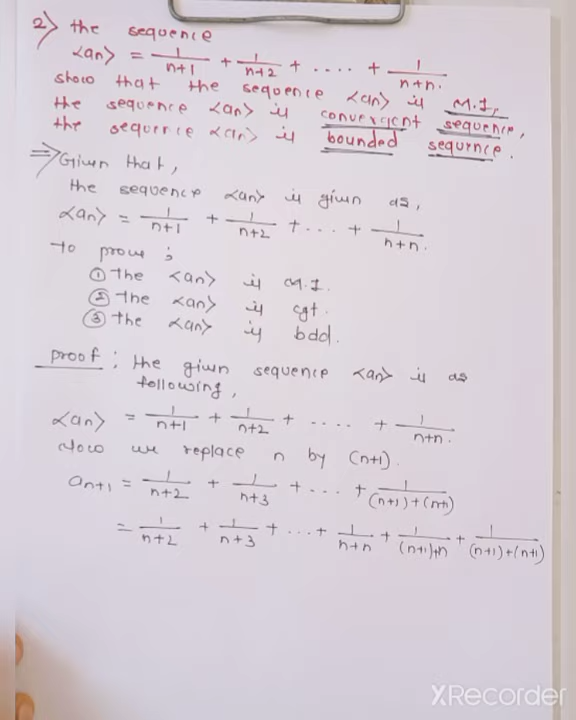 2) the sequence
<an> = 1/n+1 + 1/n+2 + .... + 1/n+n.
show that the sequence <an> is M.I,
the sequence <an> is convergent sequence,
the sequence <an> is bounded sequence.
⇒ Given that,
the sequence <an> is given as,
<an> = 1/n+1 + 1/n+2 + ... + 1/n+n.
To prove :
① the <an> is M.I.
② the <an> is cgt.
③ the <an> is bdd.
proof : the given sequence <an> is as
following,
<an> = 1/n+1 + 1/n+2 + .... + 1/n+n.
Now we replace n by (n+1).
an+1 = 1/n+2 + 1/n+3 + ... + 1/(n+1)+(n+1)
= 1/n+2 + 1/n+3 + ... + 1/n+n + 1/(n+1)+n + 1/(n+1)+(n+1)
XRecorder